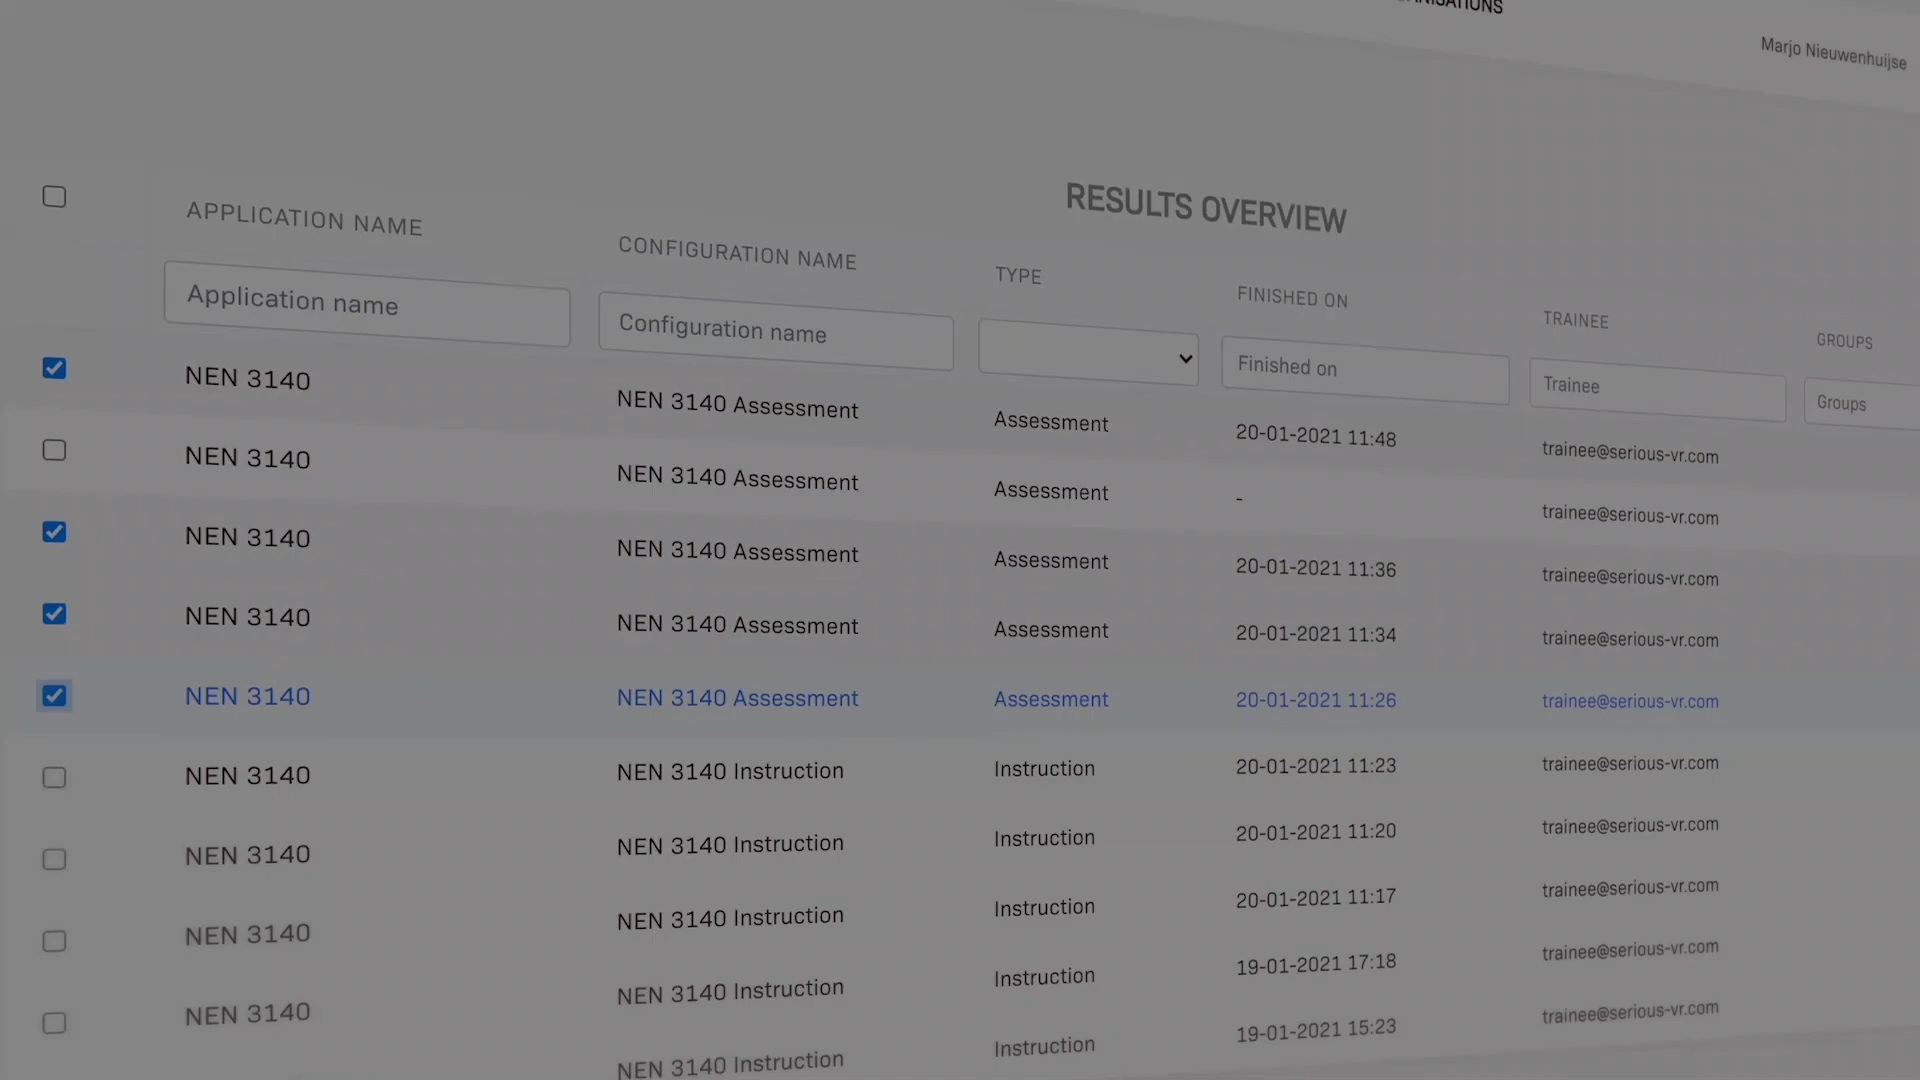 Marjo Nieuwenhuijse
RESULTS OVERVIEW
APPLICATION NAME CONFIGURATION NAME TYPE FINISHED ON TRAINEE GROUPS
Application name Configuration name Finished on Trainee Groups
NEN 3140 NEN 3140 Assessment Assessment 20-01-2021 11:48 trainee@serious-vr.com
NEN 3140 NEN 3140 Assessment Assessment - trainee@serious-vr.com
NEN 3140 NEN 3140 Assessment Assessment 20-01-2021 11:36 trainee@serious-vr.com
NEN 3140 NEN 3140 Assessment Assessment 20-01-2021 11:34 trainee@serious-vr.com
NEN 3140 NEN 3140 Assessment Assessment 20-01-2021 11:26 trainee@serious-vr.com
NEN 3140 NEN 3140 Instruction Instruction 20-01-2021 11:23 trainee@serious-vr.com
NEN 3140 NEN 3140 Instruction Instruction 20-01-2021 11:20 trainee@serious-vr.com
NEN 3140 NEN 3140 Instruction Instruction 20-01-2021 11:17 trainee@serious-vr.com
NEN 3140 NEN 3140 Instruction Instruction 19-01-2021 17:18 trainee@serious-vr.com
NEN 3140 Instruction Instruction 19-01-2021 15:23 trainee@serious-vr.com